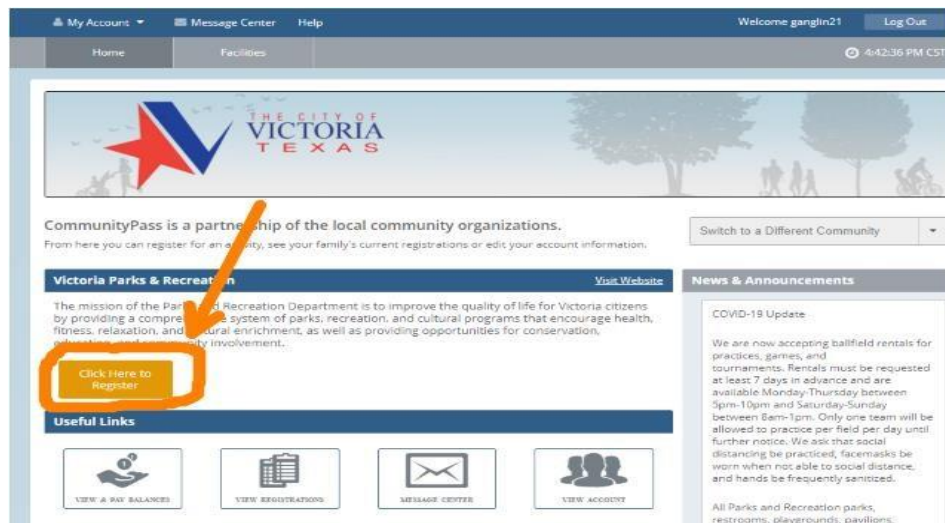 My Account Message Center Help Welcome ganglin21 Log Out
Home Facilities 4:42:36 PM CST
THE CITY OF
VICTORIA
TEXAS
CommunityPass is a partnership of the local community organizations.
From here you can register for an activity, see your family's current registrations or edit your account information.
Switch to a Different Community
Victoria Parks & Recreation Visit Website
The mission of the Parks and Recreation Department is to improve the quality of life for Victoria citizens
by providing a comprehensive system of parks, recreation, and cultural programs that encourage health,
fitness, relaxation, and cultural enrichment, as well as providing opportunities for conservation,
education, and community involvement.
Click Here to
Register
Useful Links
VIEW & PAY BALANCES VIEW REGISTRATIONS MESSAGE CENTER VIEW ACCOUNT
News & Announcements
COVID-19 Update
We are now accepting ballfield rentals for
practices, games, and
tournaments. Rentals must be requested
at least 7 days in advance and are
available Monday-Thursday between
5pm-10pm and Saturday-Sunday
between 8am-1pm. Only one team will be
allowed to practice per field per day until
further notice. We ask that social
distancing be practiced, facemasks be
worn when not able to social distance,
and hands be frequently sanitized.
All Parks and Recreation parks,
restrooms, playgrounds, pavilions,